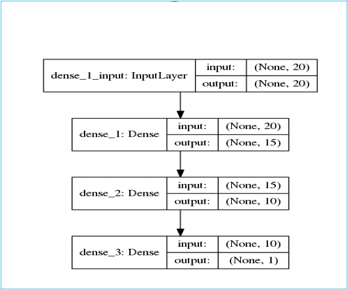 dense_1_input: InputLayer input: (None, 20)
output: (None, 20)
dense_1: Dense input: (None, 20)
output: (None, 15)
dense_2: Dense input: (None, 15)
output: (None, 10)
dense_3: Dense input: (None, 10)
output: (None, 1)